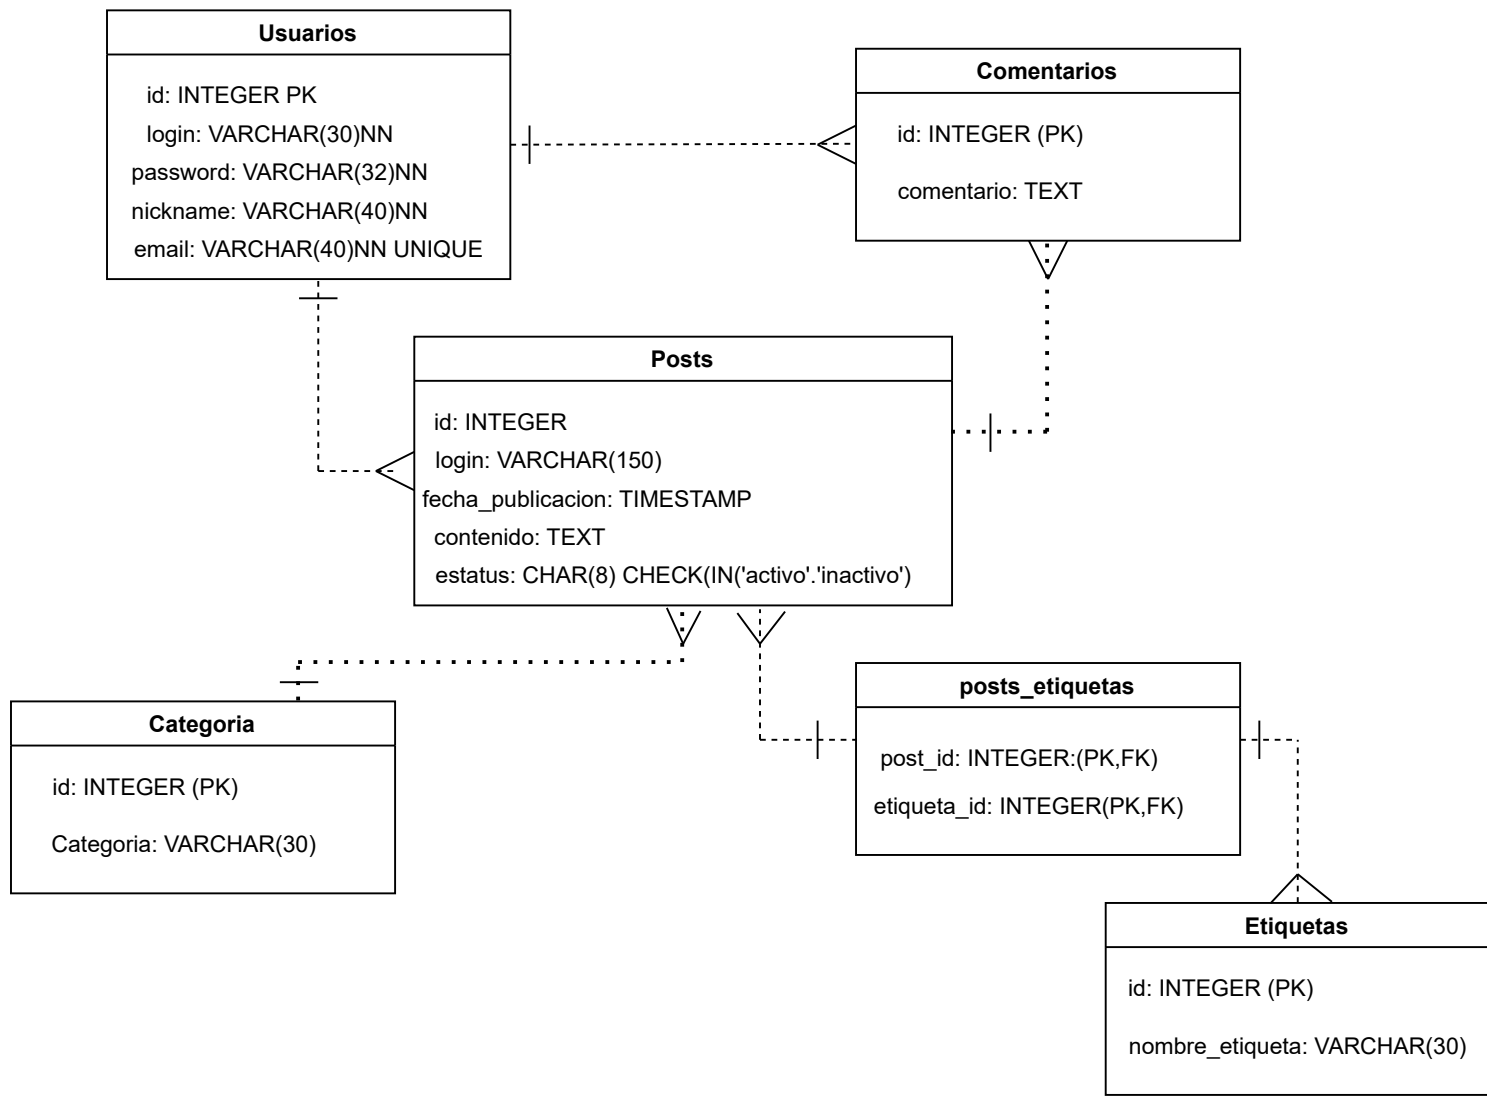 Usuarios
id: INTEGER PK
login: VARCHAR(30)NN
password: VARCHAR(32)NN
nickname: VARCHAR(40)NN
email: VARCHAR(40)NN UNIQUE
Comentarios
id: INTEGER (PK)
comentario: TEXT
Posts
id: INTEGER
login: VARCHAR(150)
fecha_publicacion: TIMESTAMP
contenido: TEXT
estatus: CHAR(8) CHECK(IN('activo'.'inactivo')
Categoria
id: INTEGER (PK)
Categoria: VARCHAR(30)
posts_etiquetas
post_id: INTEGER:(PK,FK)
etiqueta_id: INTEGER(PK,FK)
Etiquetas
id: INTEGER (PK)
nombre_etiqueta: VARCHAR(30)